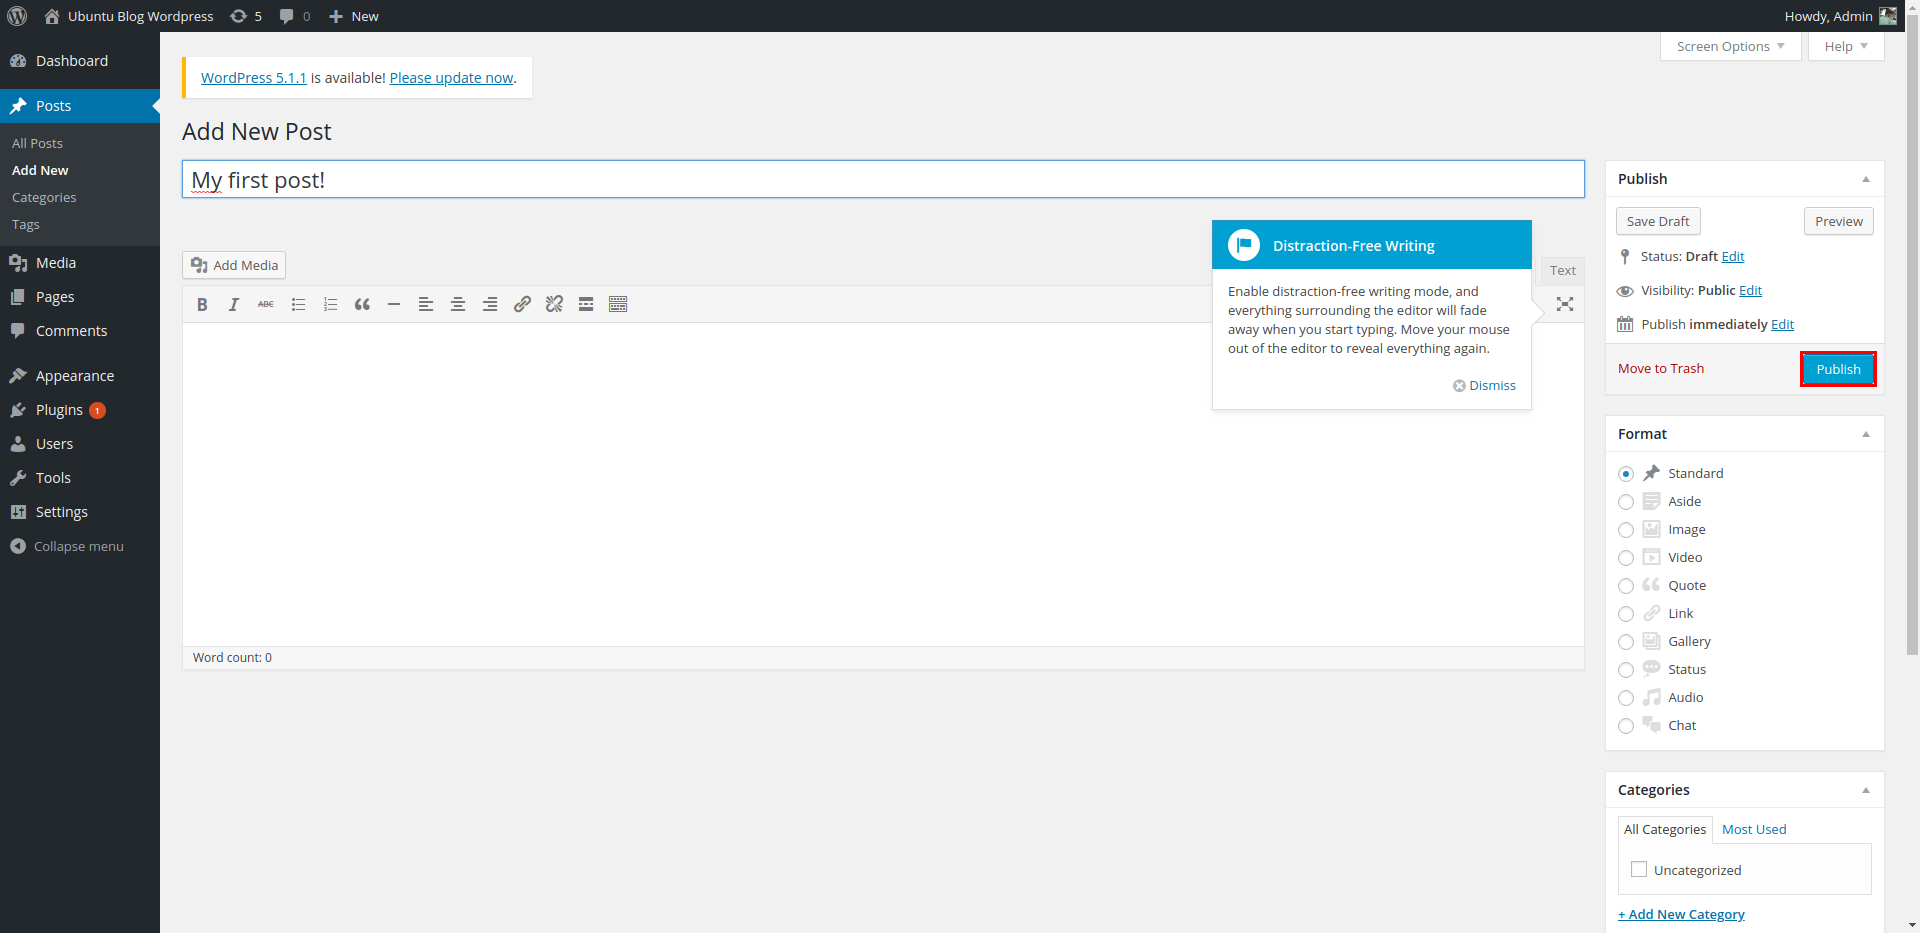 Ubuntu Blog Wordpress 5 0 New Howdy, Admin
Dashboard
Posts
All Posts
Add New
Categories
Tags
Media
Pages
Comments
Appearance
Plugins 1
Users
Tools
Settings
Collapse menu
Screen Options Help
WordPress 5.1.1 is available! Please update now.
Add New Post
My first post!
Add Media
Text
B I ABC
Distraction-Free Writing
Enable distraction-free writing mode, and
everything surrounding the editor will fade
away when you start typing. Move your mouse
out of the editor to reveal everything again.
Dismiss
Word count: 0
Publish
Save Draft Preview
Status: Draft Edit
Visibility: Public Edit
Publish immediately Edit
Move to Trash Publish
Format
Standard
Aside
Image
Video
Quote
Link
Gallery
Status
Audio
Chat
Categories
All Categories Most Used
Uncategorized
+ Add New Category